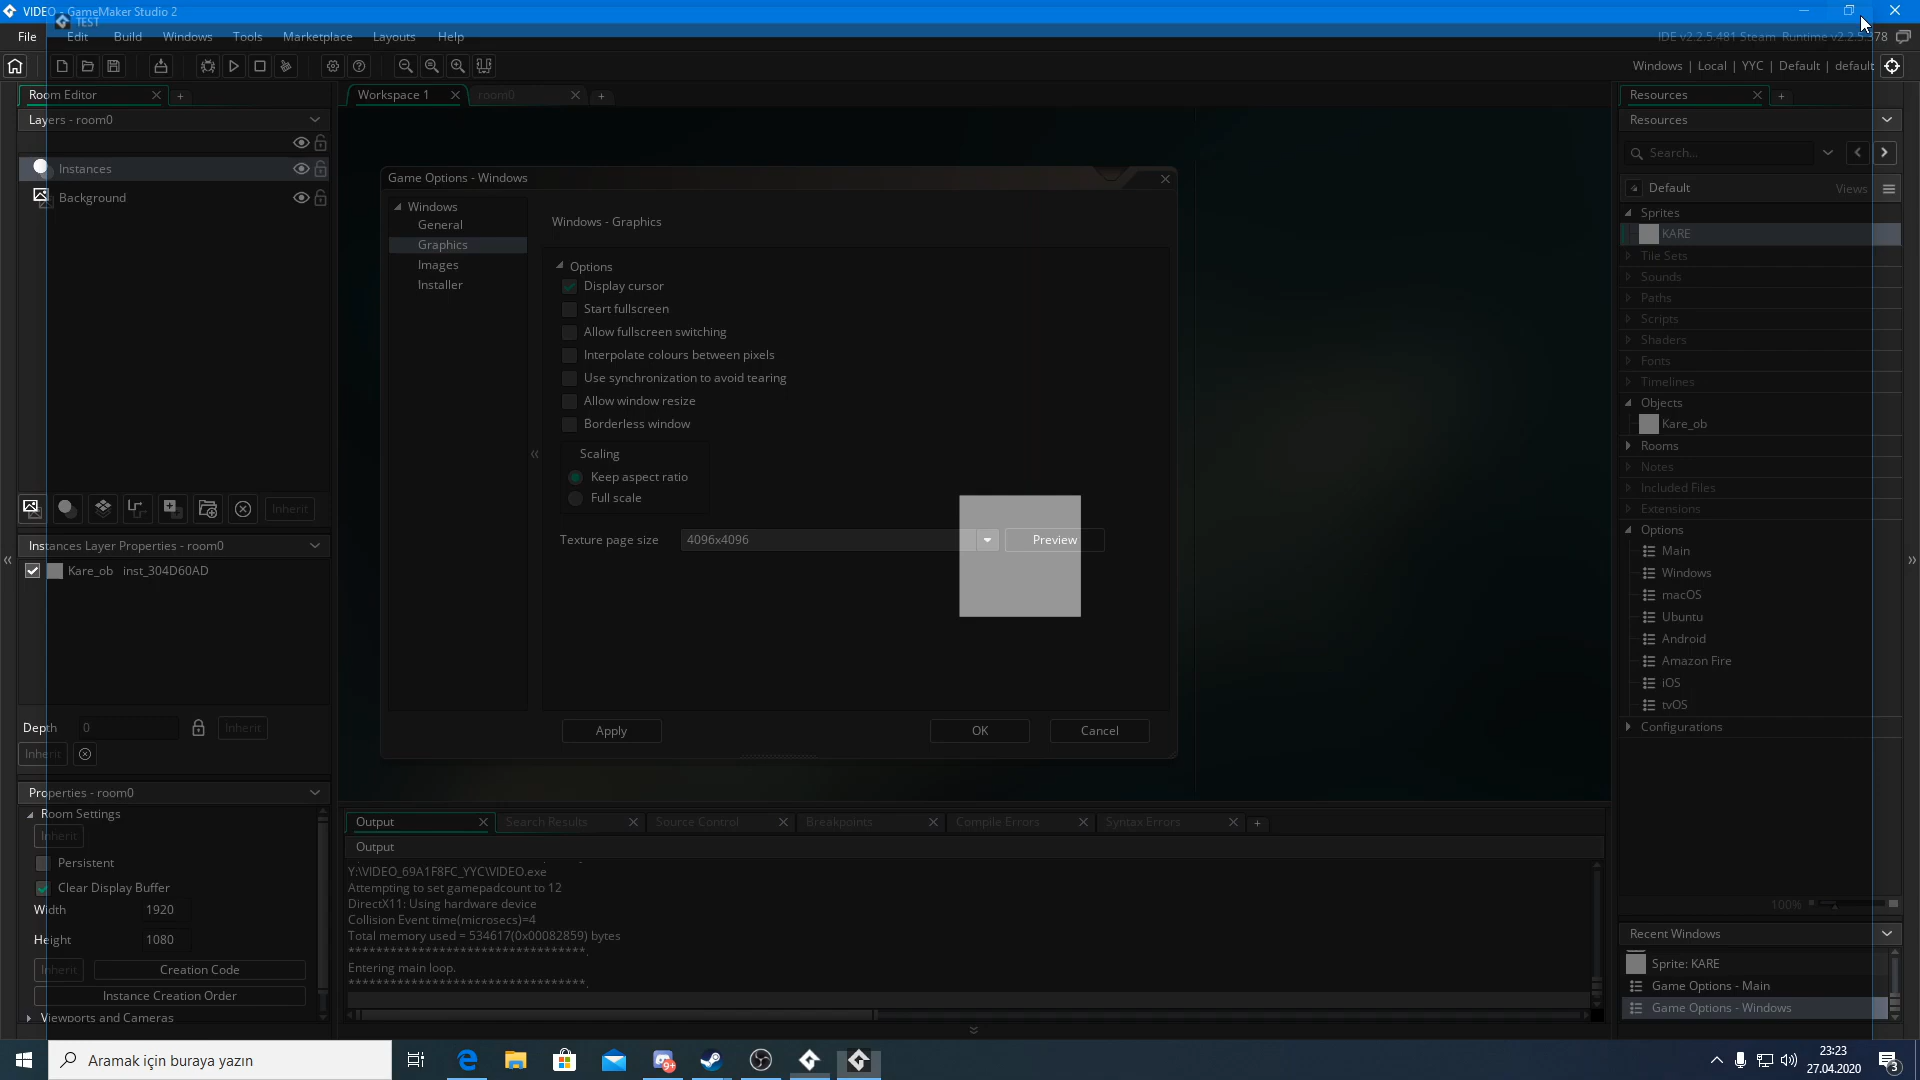 VIDEO - GameMaker Studio 2
TEST
File Edit Build Windows Tools Marketplace Layouts Help
IDE v2.2.5.481 Steam Runtime v2.2.5.378
Windows | Local | YYC | Default | default
Room Editor
Layers - room0
Instances
Background
Inherit
Instances Layer Properties - room0
Kare_ob inst_304D60AD
Depth 0 Inherit
Inherit
Properties - room0
Room Settings
Inherit
Persistent
Clear Display Buffer
Width 1920
Height 1080
Inherit Creation Code
Instance Creation Order
Viewports and Cameras
Workspace 1 room0
Game Options - Windows
Windows
General
Graphics
Images
Installer
Windows - Graphics
Options
Display cursor
Start fullscreen
Allow fullscreen switching
Interpolate colours between pixels
Use synchronization to avoid tearing
Allow window resize
Borderless window
Scaling
Keep aspect ratio
Full scale
Texture page size 4096x4096 Preview
Apply OK Cancel
Output Search Results Source Control Breakpoints Compile Errors Syntax Errors
Output
Y:\VIDEO_69A1F8FC_YYC\VIDEO.exe
Attempting to set gamepadcount to 12
DirectX11: Using hardware device
Collision Event time(microsecs)=4
Total memory used = 534617(0x00082859) bytes
**********************************.
Entering main loop.
**********************************.
Resources
Resources
Search...
Default Views
Sprites
KARE
Tile Sets
Sounds
Paths
Scripts
Shaders
Fonts
Timelines
Objects
Kare_ob
Rooms
Notes
Included Files
Extensions
Options
Main
Windows
macOS
Ubuntu
Android
Amazon Fire
iOS
tvOS
Configurations
100%
Recent Windows
Sprite: KARE
Game Options - Main
Game Options - Windows
Aramak için buraya yazın
9+
23:23
27.04.2020
3